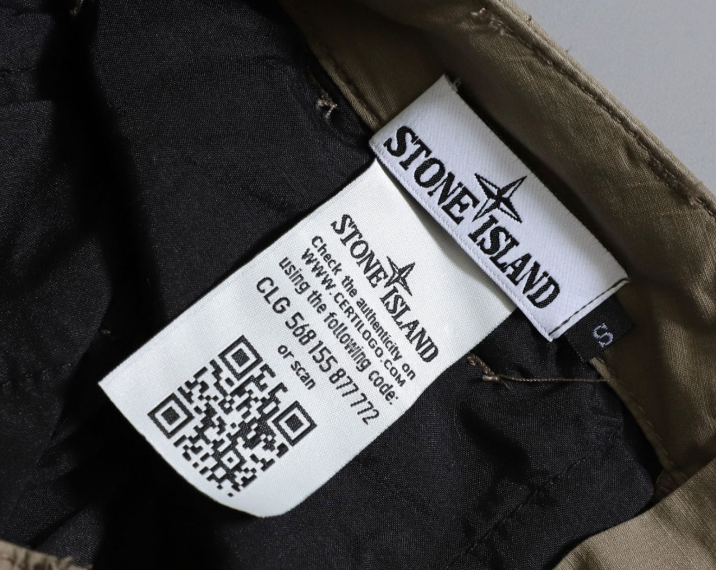 STONE ISLAND
S
STONE ISLAND
Check the authenticity on
WWW.CERTILOGO.COM
using the following code:
CLG 568 155 877 772
or scan